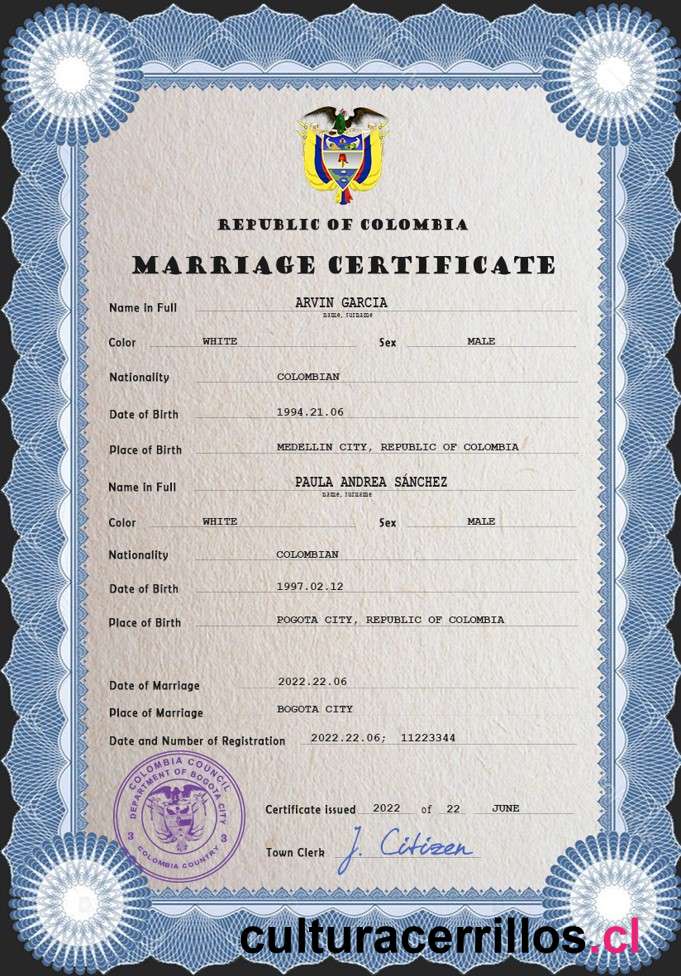 REPUBLIC OF COLOMBIA
MARRIAGE CERTIFICATE
Name in Full ARVIN GARCIA
name, surname
Color WHITE Sex MALE
Nationality COLOMBIAN
Date of Birth 1994.21.06
Place of Birth MEDELLIN CITY, REPUBLIC OF COLOMBIA
Name in Full PAULA ANDREA SÁNCHEZ
name, surname
Color WHITE Sex MALE
Nationality COLOMBIAN
Date of Birth 1997.02.12
Place of Birth POGOTA CITY, REPUBLIC OF COLOMBIA
Date of Marriage 2022.22.06
Place of Marriage BOGOTA CITY
Date and Number of Registration 2022.22.06; 11223344
COLOMBIA COUNCIL
DEPARTMENT OF BOGOTA CITY
3 3
COLOMBIA COUNTRY
Certificate issued 2022 of 22 JUNE
Town Clerk J. Citizen
culturacerrillos.cl